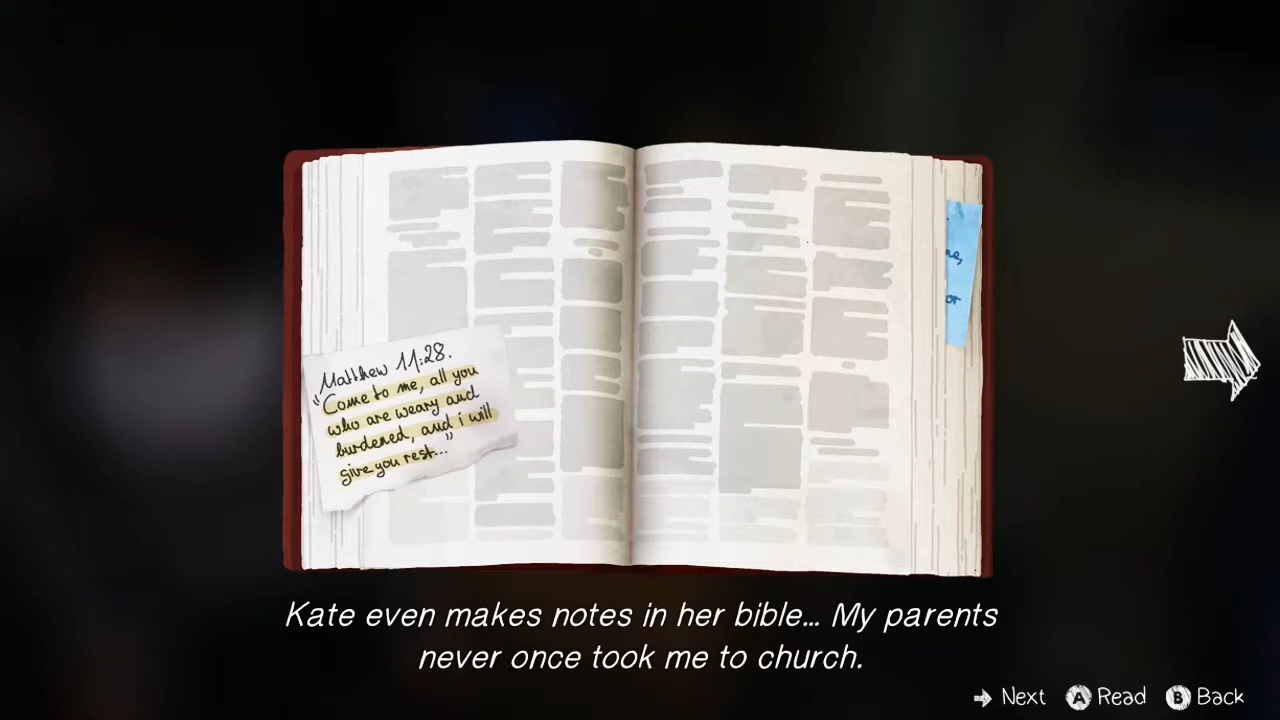 Matthew 11:28.
"Come to me, all you
who are weary and
burdened, and i will
give you rest..."
or
Kate even makes notes in her bible... My parents
never once took me to church.
Next A Read B Back